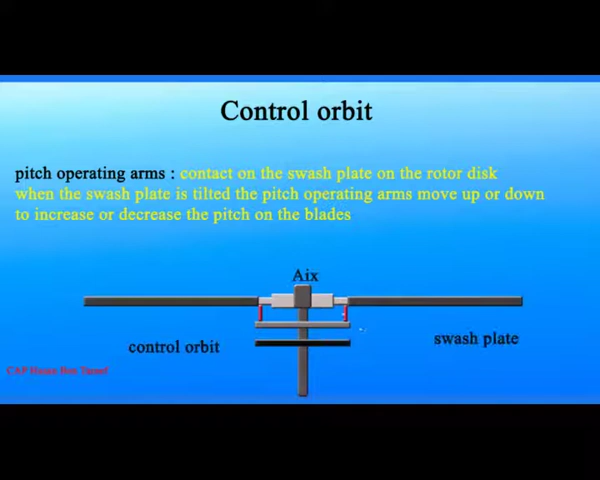 Control orbit
pitch operating arms : contact on the swash plate on the rotor disk
when the swash plate is tilted the pitch operating arms move up or down
to increase or decrease the pitch on the blades
Aix
control orbit
swash plate
CAP